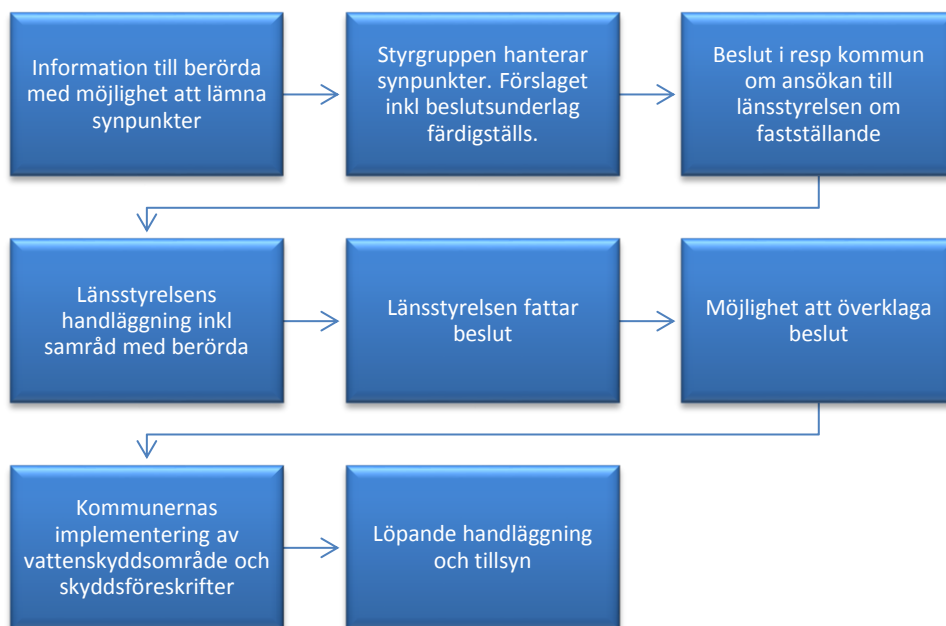 Information till berörda
med möjlighet att lämna
synpunkter
Styrgruppen hanterar
synpunkter. Förslaget
inkl beslutsunderlag
färdigställs.
Beslut i resp kommun
om ansökan till
länsstyrelsen om
fastställande
Länsstyrelsens
handläggning inkl
samråd med berörda
Länsstyrelsen fattar
beslut
Möjlighet att överklaga
beslut
Kommunernas
implementering av
vattenskyddsområde och
skyddsföreskrifter
Löpande handläggning
och tillsyn